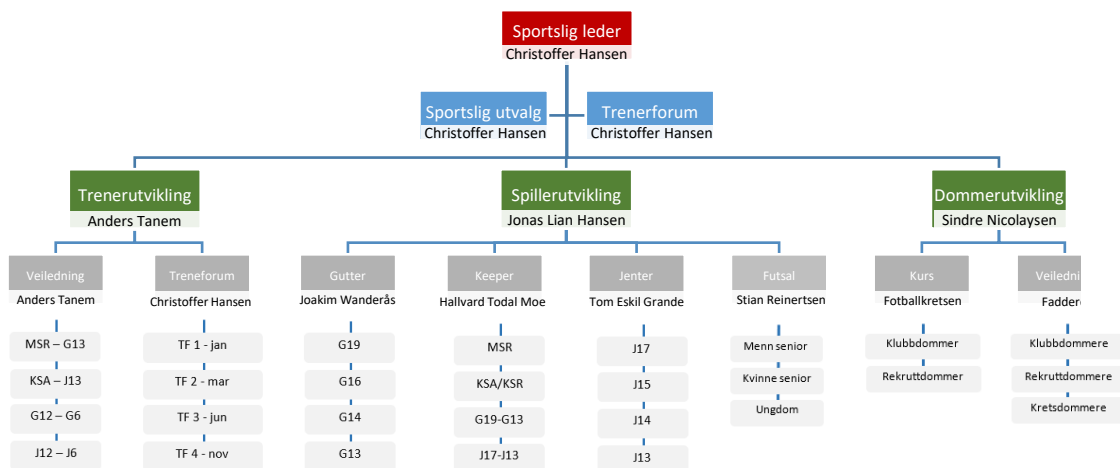 Sportslig leder
Christoffer Hansen
Sportslig utvalg
Christoffer Hansen
Trenerforum
Christoffer Hansen
Trenerutvikling
Anders Tanem
Spillerutvikling
Jonas Lian Hansen
Dommerutvikling
Sindre Nicolaysen
Veiledning
Anders Tanem
MSR – G13
KSA – J13
G12 – G6
J12 – J6
Treneforum
Christoffer Hansen
TF 1 - jan
TF 2 - mar
TF 3 - jun
TF 4 - nov
Gutter
Joakim Wanderås
G19
G16
G14
G13
Keeper
Hallvard Todal Moe
MSR
KSA/KSR
G19-G13
J17-J13
Jenter
Tom Eskil Grande
J17
J15
J14
J13
Futsal
Stian Reinertsen
Menn senior
Kvinne senior
Ungdom
Kurs
Fotballkretsen
Klubbdommer
Rekruttdommer
Veiledni
Fadder
Klubbdommere
Rekruttdommere
Kretsdommere